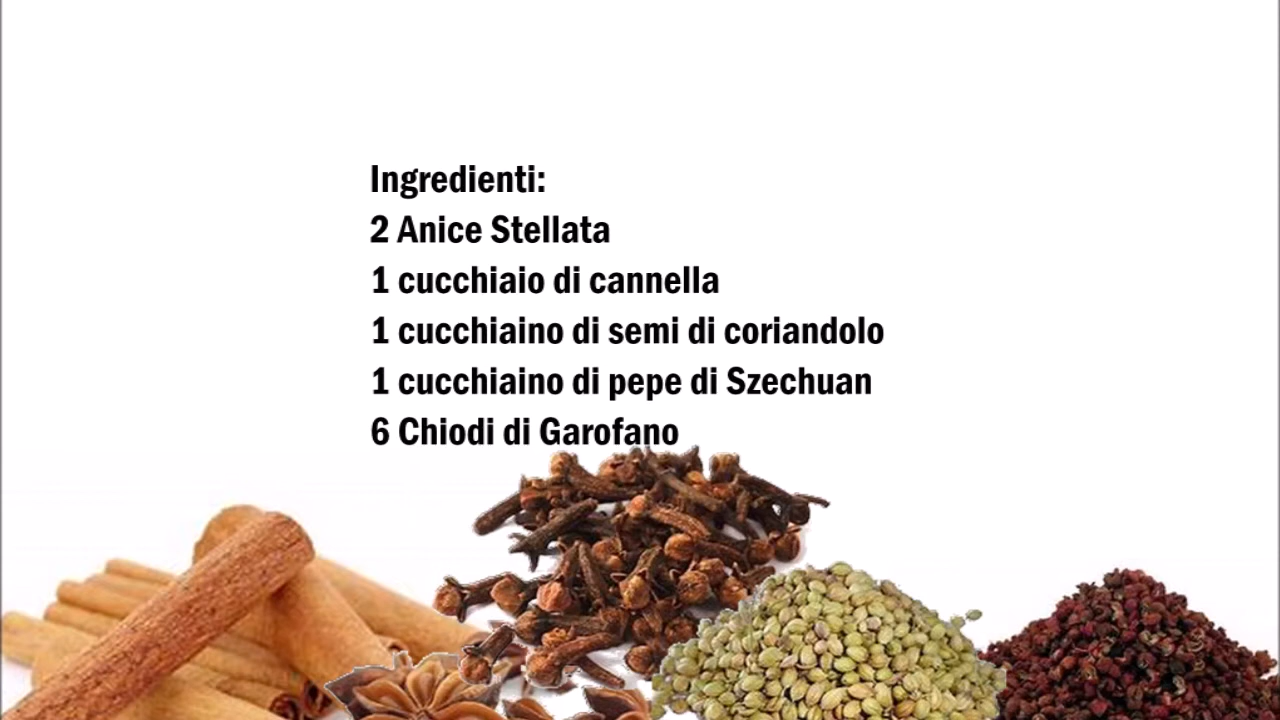 Ingredienti:
2 Anice Stellata
1 cucchiaio di cannella
1 cucchiaino di semi di coriandolo
1 cucchiaino di pepe di Szechuan
6 Chiodi di Garofano